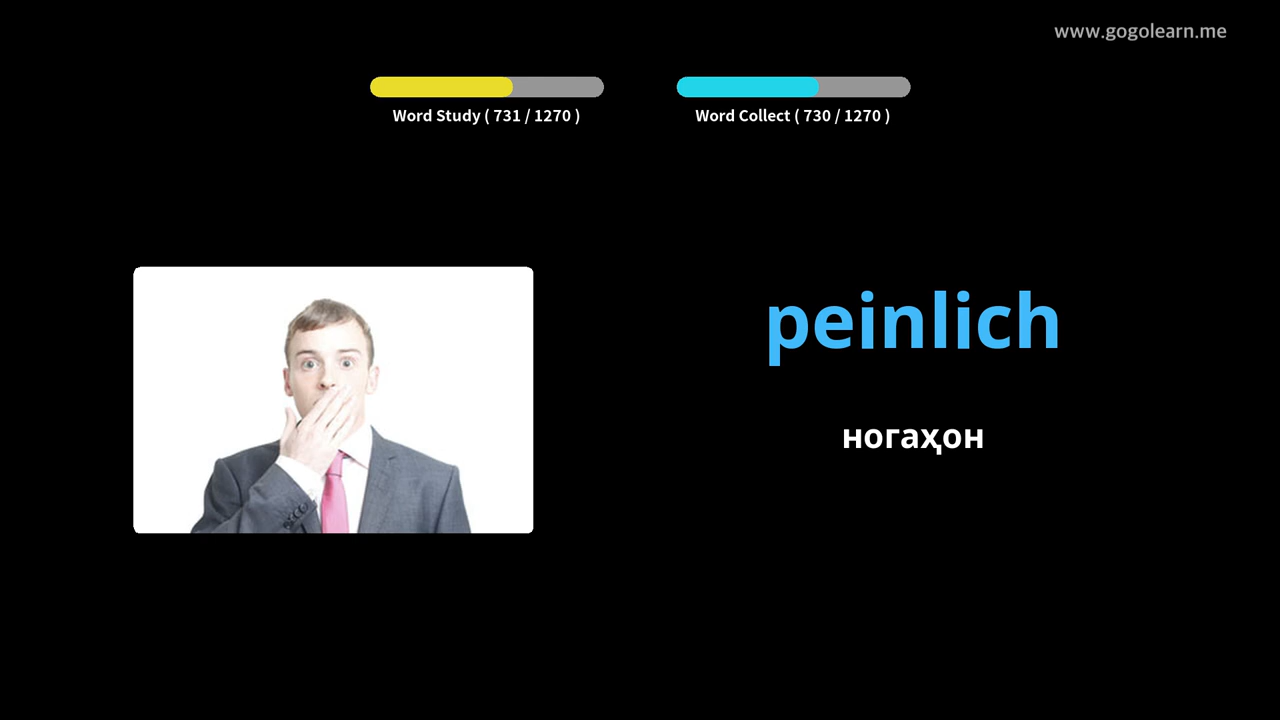 www.gogolearn.me
Word Study ( 731 / 1270 )
Word Collect ( 730 / 1270 )
peinlich
ногаҳон